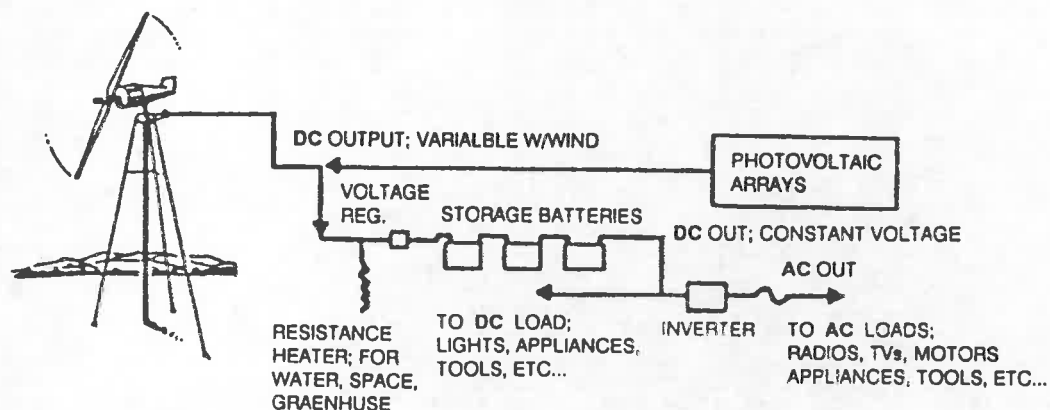 DC OUTPUT; VARIALBLE W/WIND
PHOTOVOLTAIC
ARRAYS
VOLTAGE
REG.
STORAGE BATTERIES
DC OUT; CONSTANT VOLTAGE
AC OUT
RESISTANCE
HEATER; FOR
WATER, SPACE,
GRAENHUSE
TO DC LOAD;
LIGHTS, APPLIANCES,
TOOLS, ETC...
INVERTER
TO AC LOADS;
RADIOS, TVs, MOTORS
APPLIANCES, TOOLS, ETC...